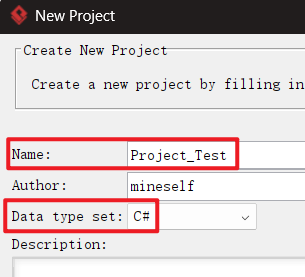 New Project
Create New Project
Create a new project by filling in
Name: Project_Test
Author: mineself
Data type set: C#
Description: